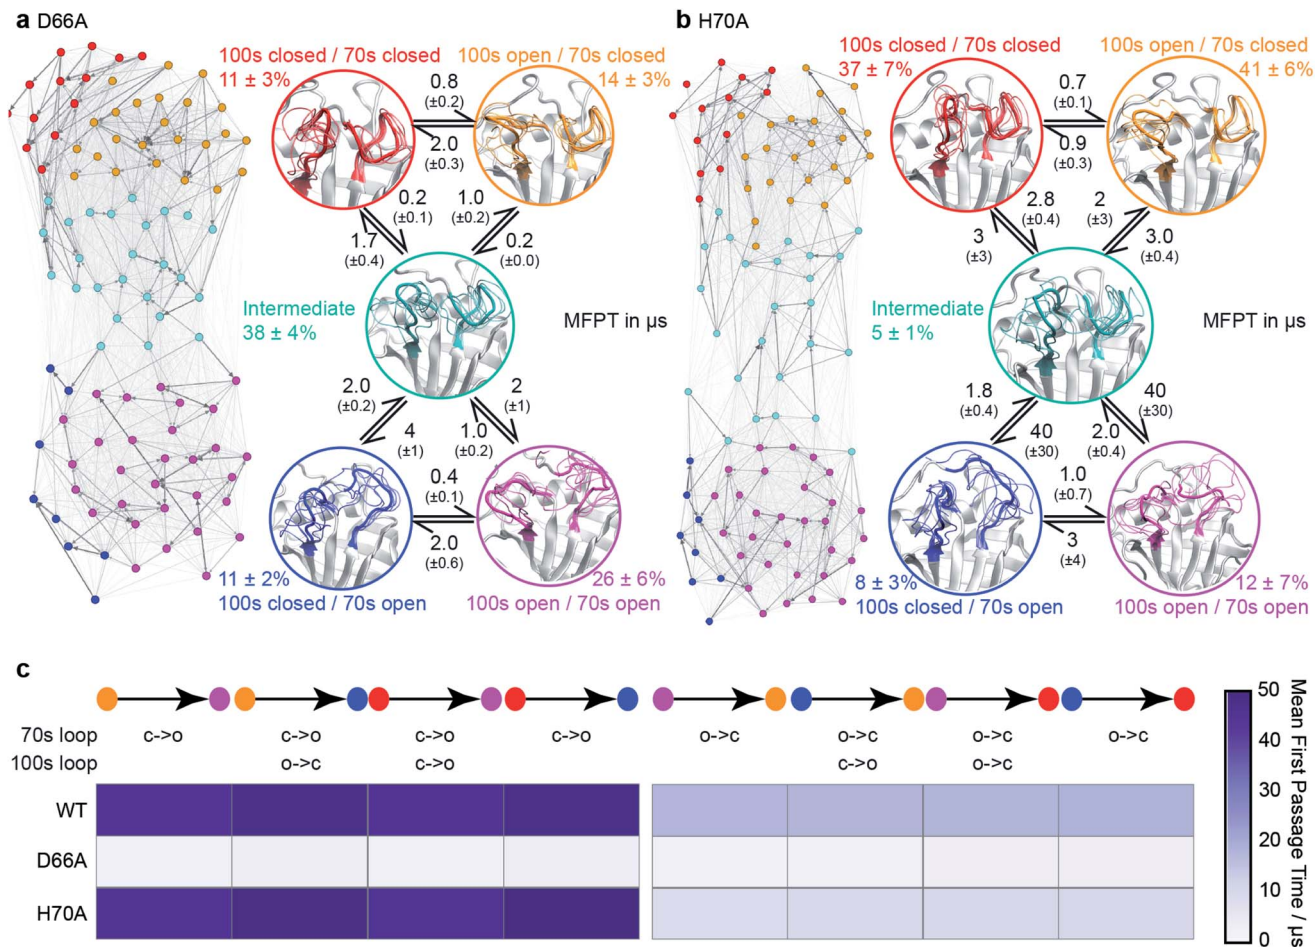 a D66A
100s closed / 70s closed
11 ± 3%
100s open / 70s closed
14 ± 3%
0.8
(±0.2)
2.0
(±0.3)
0.2
(±0.1)
1.0
(±0.2)
1.7
(±0.4)
0.2
(±0.0)
Intermediate
38 ± 4%
MFPT in µs
2.0
(±0.2)
2
(±1)
4
(±1)
1.0
(±0.2)
0.4
(±0.1)
2.0
(±0.6)
11 ± 2%
100s closed / 70s open
26 ± 6%
100s open / 70s open
b H70A
100s closed / 70s closed
37 ± 7%
100s open / 70s closed
41 ± 6%
0.7
(±0.1)
0.9
(±0.3)
2.8
(±0.4)
2
(±3)
3
(±3)
3.0
(±0.4)
Intermediate
5 ± 1%
MFPT in µs
1.8
(±0.4)
40
(±30)
40
(±30)
2.0
(±0.4)
1.0
(±0.7)
3
(±4)
8 ± 3%
100s closed / 70s open
12 ± 7%
100s open / 70s open
c
70s loop c->o c->o c->o c->o o->c o->c o->c o->c
100s loop o->c c->o c->o o->c
WT
D66A
H70A
50
40
30
20
10
0
Mean First Passage Time / µs